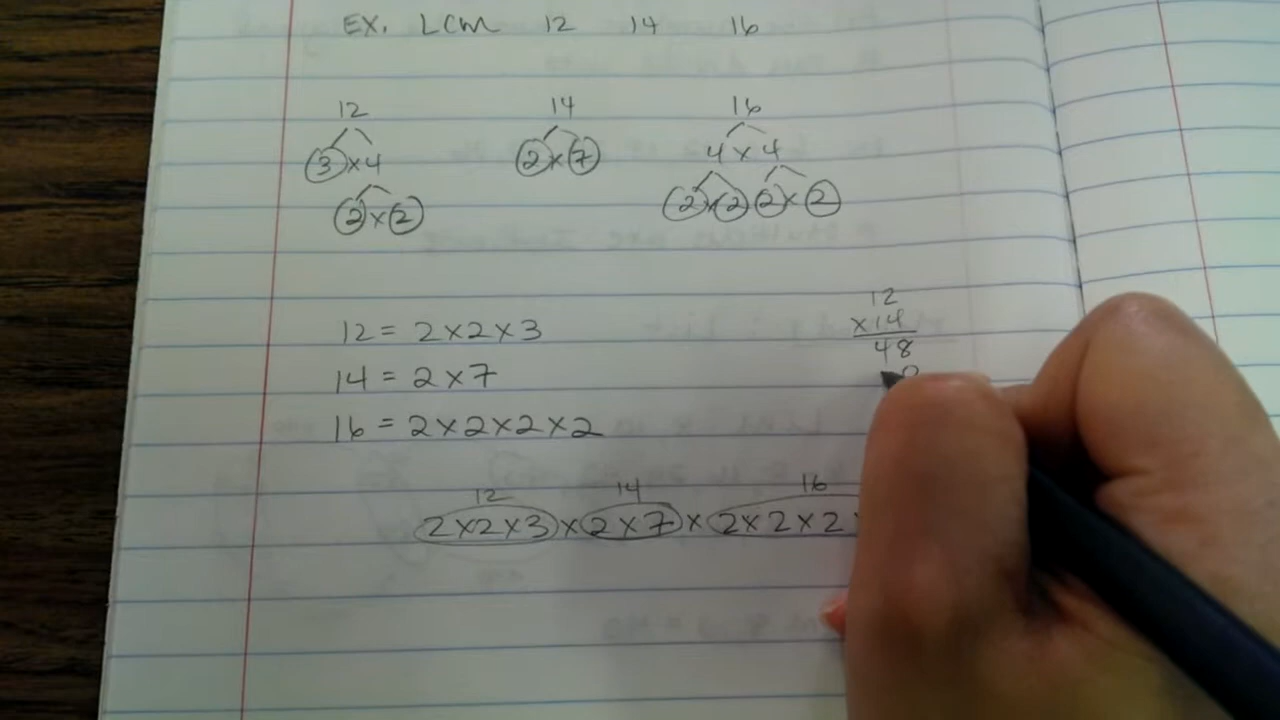 EX. LCM 12 14 16
12 14 16
3 x 4 2 x 7 4 x 4
2 x 2 2 x 2 2 x 2
12
12 = 2 x 2 x 3
x14
48
14 = 2 x 7
0
16 = 2 x 2 x 2 x 2
12 14 16
2 x 2 x 3 x 2 x 7 x 2 x 2 x 2